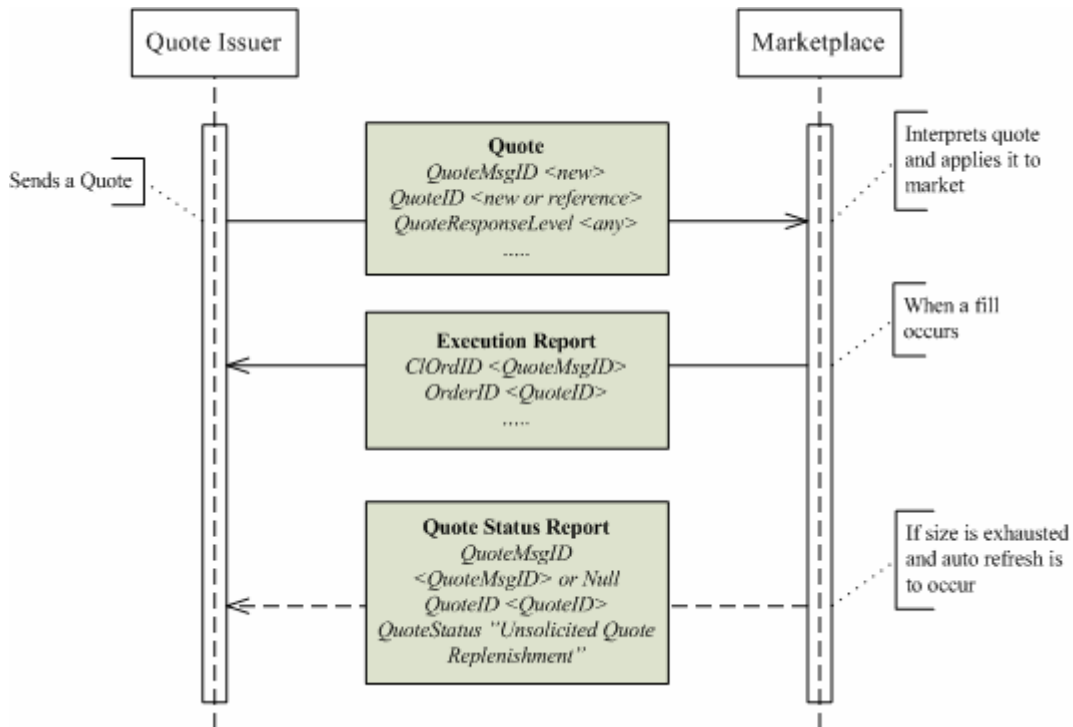 Quote Issuer
Marketplace
Sends a Quote
Quote
QuoteMsgID <new>
QuoteID <new or reference>
QuoteResponseLevel <any>
.....
Interprets quote
and applies it to
market
Execution Report
ClOrdID <QuoteMsgID>
OrderID <QuoteID>
.....
When a fill
occurs
Quote Status Report
QuoteMsgID
<QuoteMsgID> or Null
QuoteID <QuoteID>
QuoteStatus "Unsolicited Quote
Replenishment"
If size is exhausted
and auto refresh is
to occur